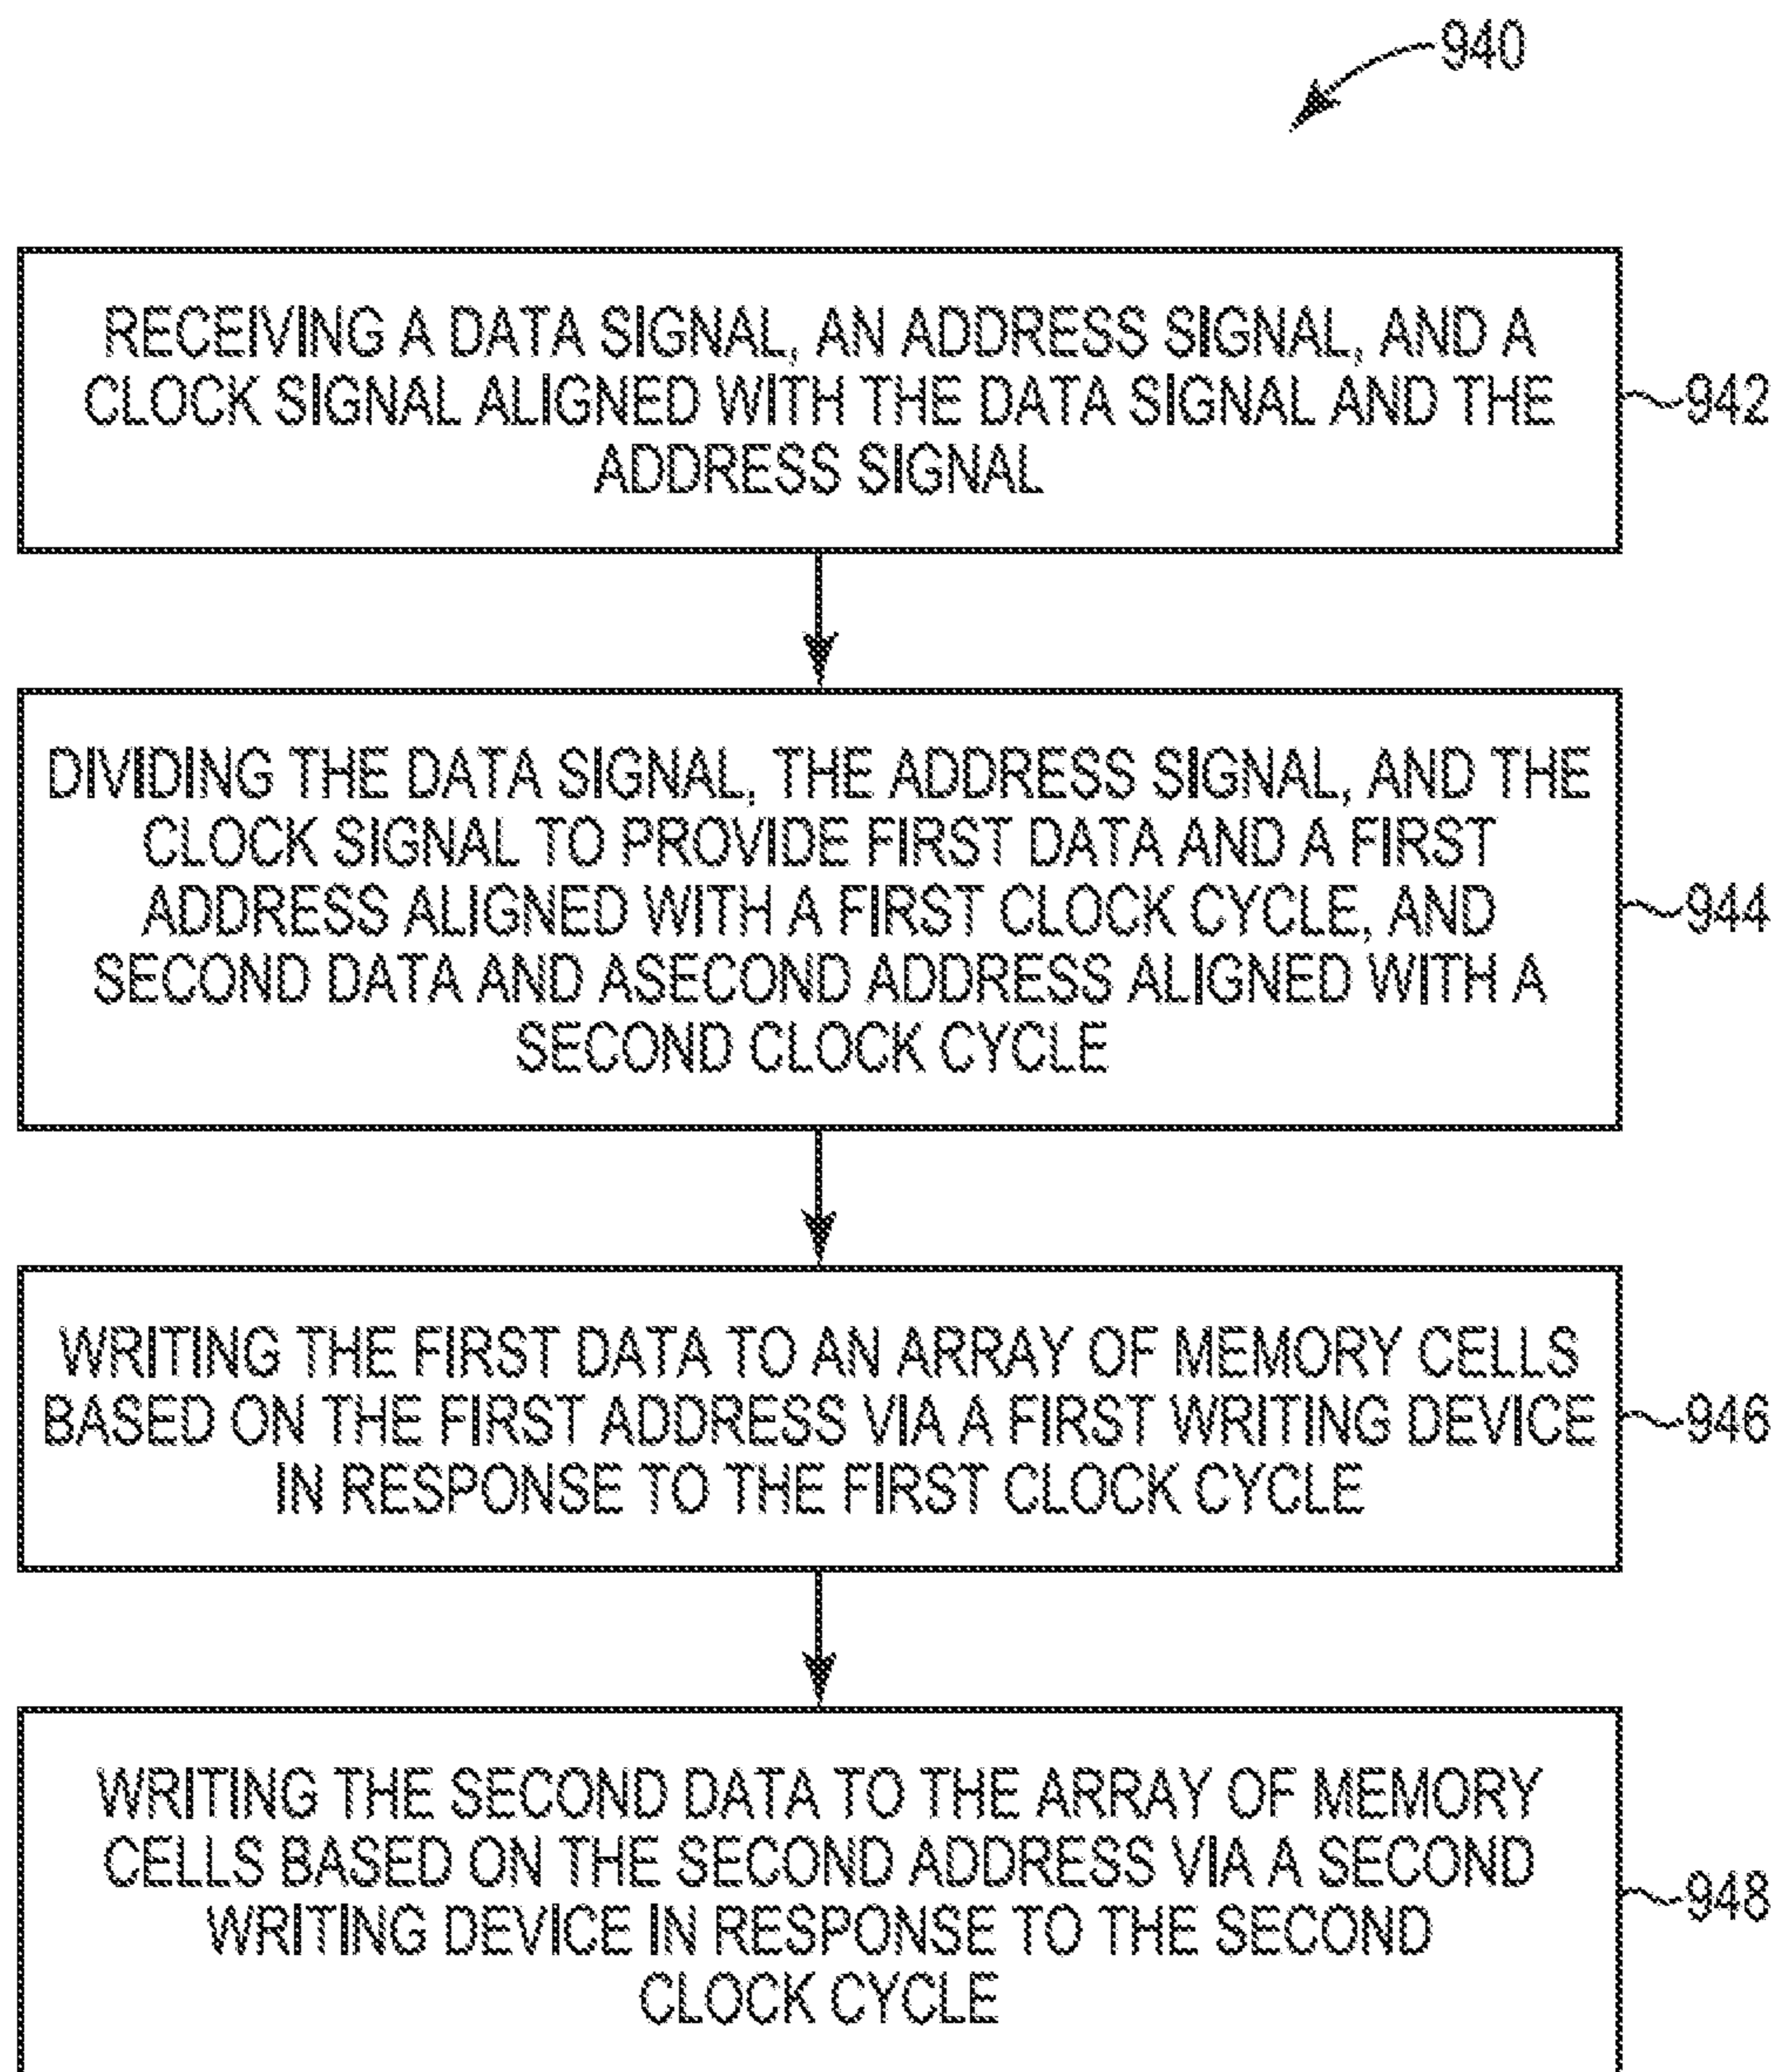 940
RECEIVING A DATA SIGNAL, AN ADDRESS SIGNAL, AND A
CLOCK SIGNAL ALIGNED WITH THE DATA SIGNAL AND THE
ADDRESS SIGNAL
942
DIVIDING THE DATA SIGNAL, THE ADDRESS SIGNAL, AND THE
CLOCK SIGNAL TO PROVIDE FIRST DATA AND A FIRST
ADDRESS ALIGNED WITH A FIRST CLOCK CYCLE, AND
SECOND DATA AND ASECOND ADDRESS ALIGNED WITH A
SECOND CLOCK CYCLE
944
WRITING THE FIRST DATA TO AN ARRAY OF MEMORY CELLS
BASED ON THE FIRST ADDRESS VIA A FIRST WRITING DEVICE
IN RESPONSE TO THE FIRST CLOCK CYCLE
946
WRITING THE SECOND DATA TO THE ARRAY OF MEMORY
CELLS BASED ON THE SECOND ADDRESS VIA A SECOND
WRITING DEVICE IN RESPONSE TO THE SECOND
CLOCK CYCLE
948